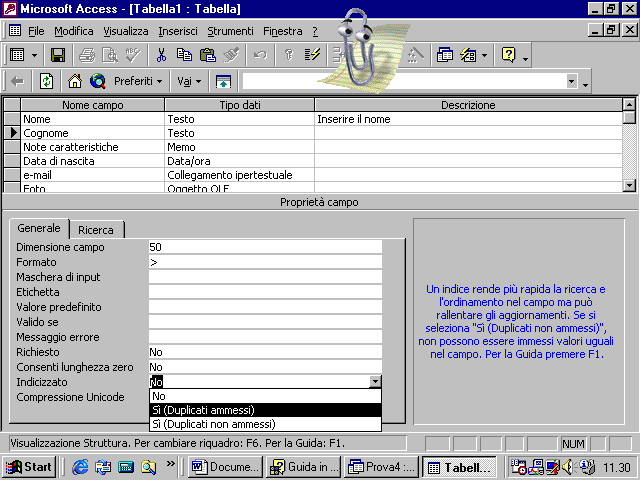 Microsoft Access - [Tabella1 : Tabella]
File Modifica Visualizza Inserisci Strumenti Finestra ?
Preferiti Vai
Nome campo Tipo dati Descrizione
Nome Testo Inserire il nome
Cognome Testo
Note caratteristiche Memo
Data di nascita Data/ora
e-mail Collegamento ipertestuale
Foto Oggetto OLE
Proprietà campo
Generale Ricerca
Dimensione campo 50
Formato >
Maschera di input
Etichetta
Valore predefinito
Valido se
Messaggio errore
Richiesto No
Consenti lunghezza zero No
Indicizzato No
Compressione Unicode
No
Sì (Duplicati ammessi)
Sì (Duplicati non ammessi)
Un indice rende più rapida la ricerca e
l'ordinamento nel campo ma può
rallentare gli aggiornamenti. Se si
seleziona "Sì (Duplicati non ammessi)",
non possono essere immessi valori uguali
nel campo. Per la Guida premere F1.
Visualizzazione Struttura. Per cambiare riquadro: F6. Per la Guida: F1. NUM
Start » Docume... Guida in ... Prova4 :... Tabell... 11.30